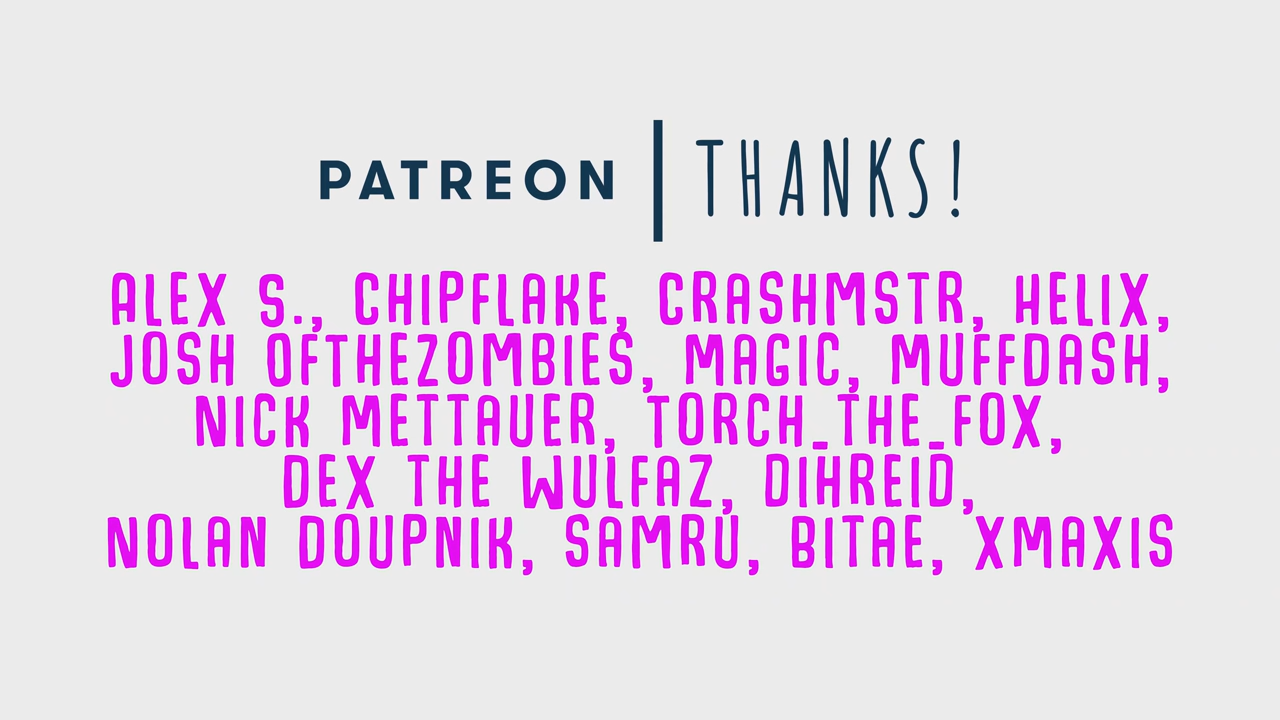 PATREON | THANKS!
ALEX S., CHIPFLAKE, CRASHMSTR, HELIX,
JOSH OFTHEZOMBIES, MAGIC, MUFFDASH,
NICK METTAUER, TORCH_THE_FOX,
DEX THE WULFAZ, DIHREID,
NOLAN DOUPNIK, SAMRU, BITAE, XMAXIS